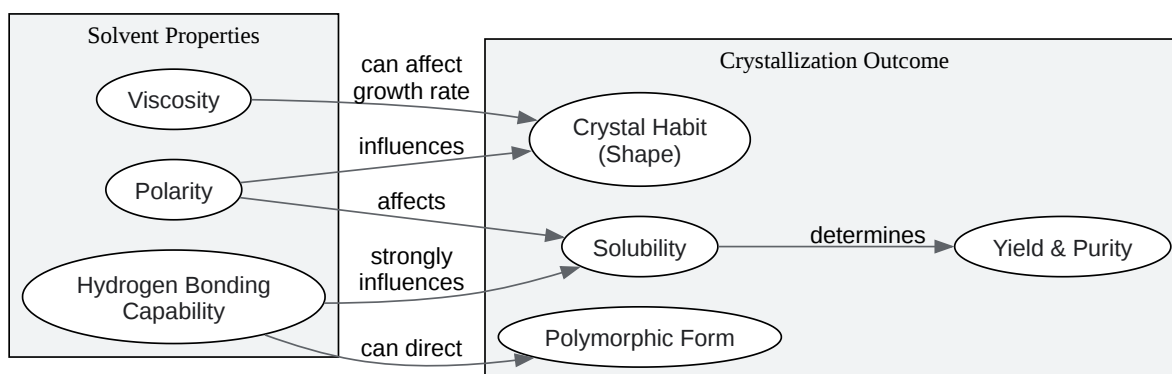 Solvent Properties
Crystallization Outcome
Viscosity
can affect
growth rate
Crystal Habit
(Shape)
Polarity
influences
affects
Solubility
determines
Yield & Purity
Hydrogen Bonding
Capability
strongly
influences
can direct
Polymorphic Form